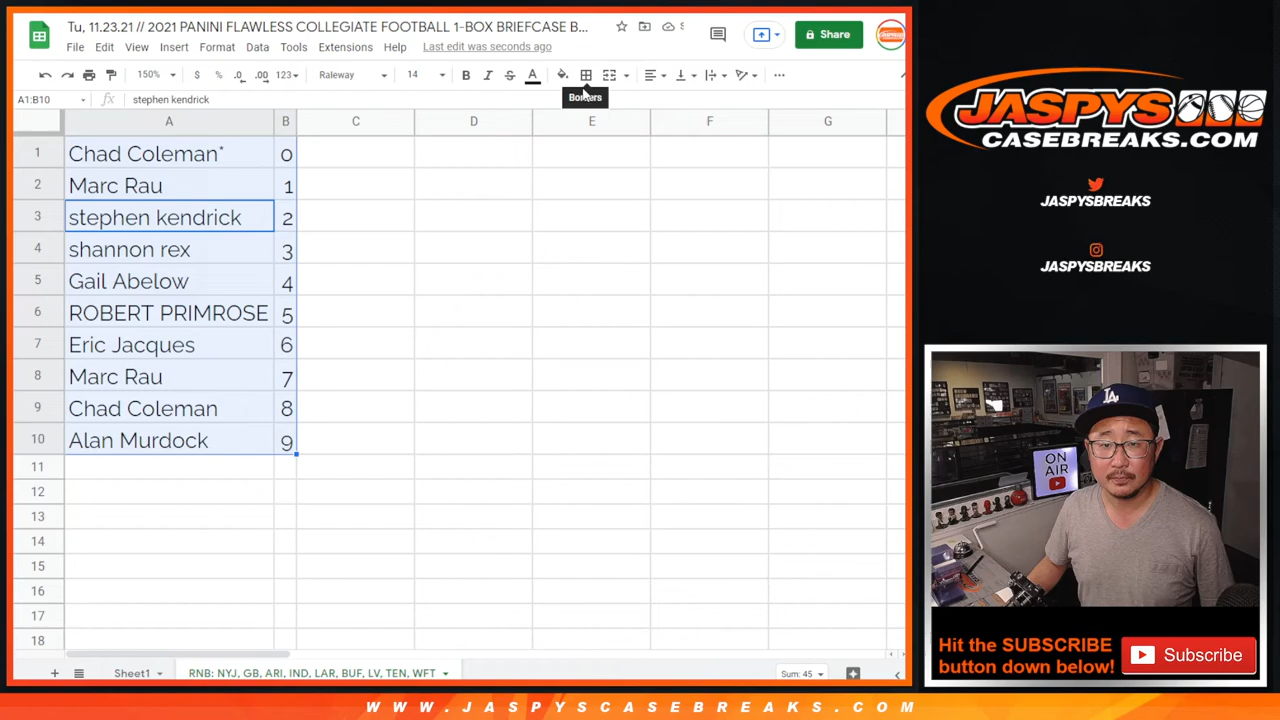 Tu, 11.23.21 // 2021 PANINI FLAWLESS COLLEGIATE FOOTBALL 1-BOX BRIEFCASE B...
File Edit View Insert Format Data Tools Extensions Help Last edit was seconds ago
Share
150% $ % .0 .00 123 Raleway 14 B I S A
A1:B10 fx stephen kendrick
Borders
A B C D E F G
1 Chad Coleman* 0
2 Marc Rau 1
3 stephen kendrick 2
4 shannon rex 3
5 Gail Abelow 4
6 ROBERT PRIMROSE 5
7 Eric Jacques 6
8 Marc Rau 7
9 Chad Coleman 8
10 Alan Murdock 9
11
12
13
14
15
16
17
18
Sheet1 RNB: NYJ, GB, ARI, IND, LAR, BUF, LV, TEN, WFT Sum: 45
JASPYS
CASEBREAKS.COM
JASPYSBREAKS
JASPYSBREAKS
LA
ON
AIR
Hit the SUBSCRIBE
button down below!
Subscribe
WWW.JASPYSCASEBREAKS.COM